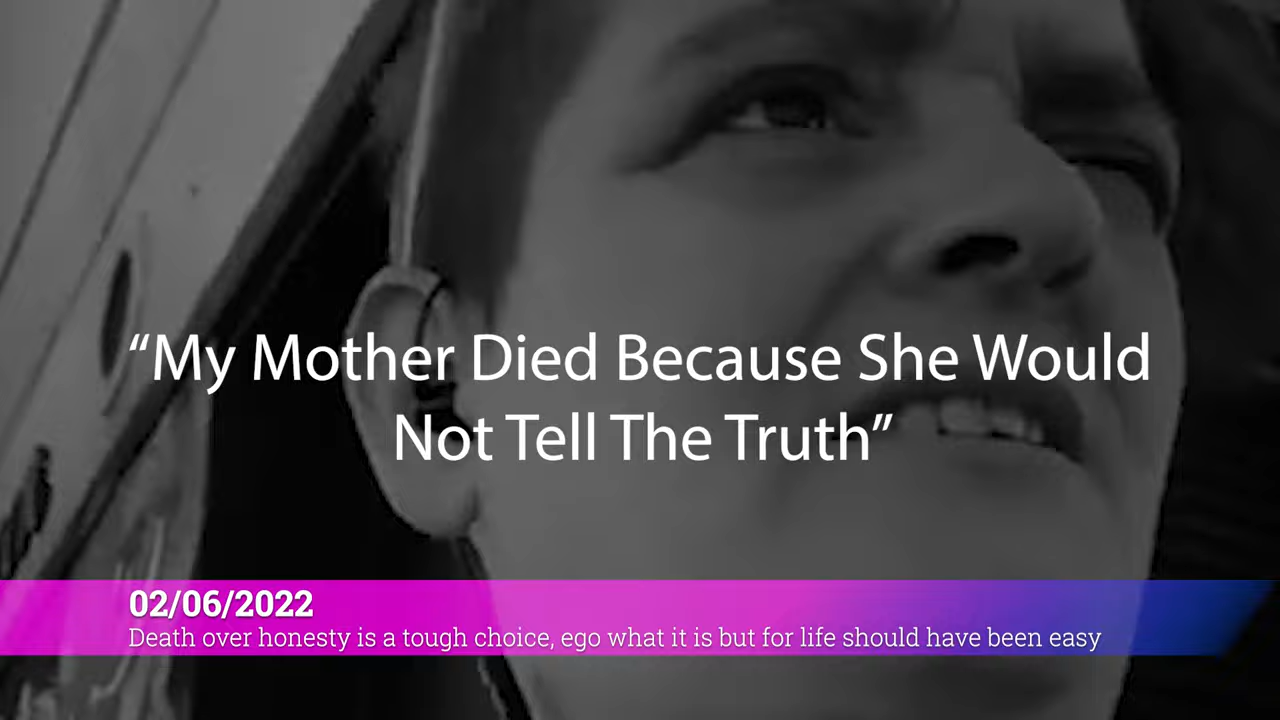 “My Mother Died Because She Would
Not Tell The Truth”
02/06/2022
Death over honesty is a tough choice, ego what it is but for life should have been easy